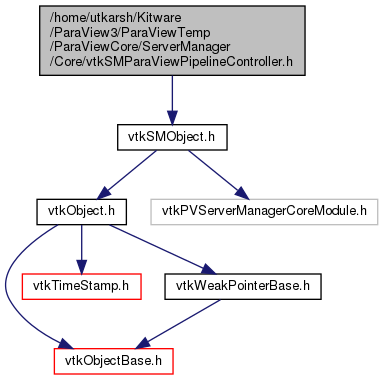 /home/utkarsh/Kitware
/ParaView3/ParaViewTemp
/ParaViewCore/ServerManager
/Core/vtkSMParaViewPipelineController.h
vtkSMObject.h
vtkObject.h
vtkPVServerManagerCoreModule.h
vtkTimeStamp.h
vtkWeakPointerBase.h
vtkObjectBase.h